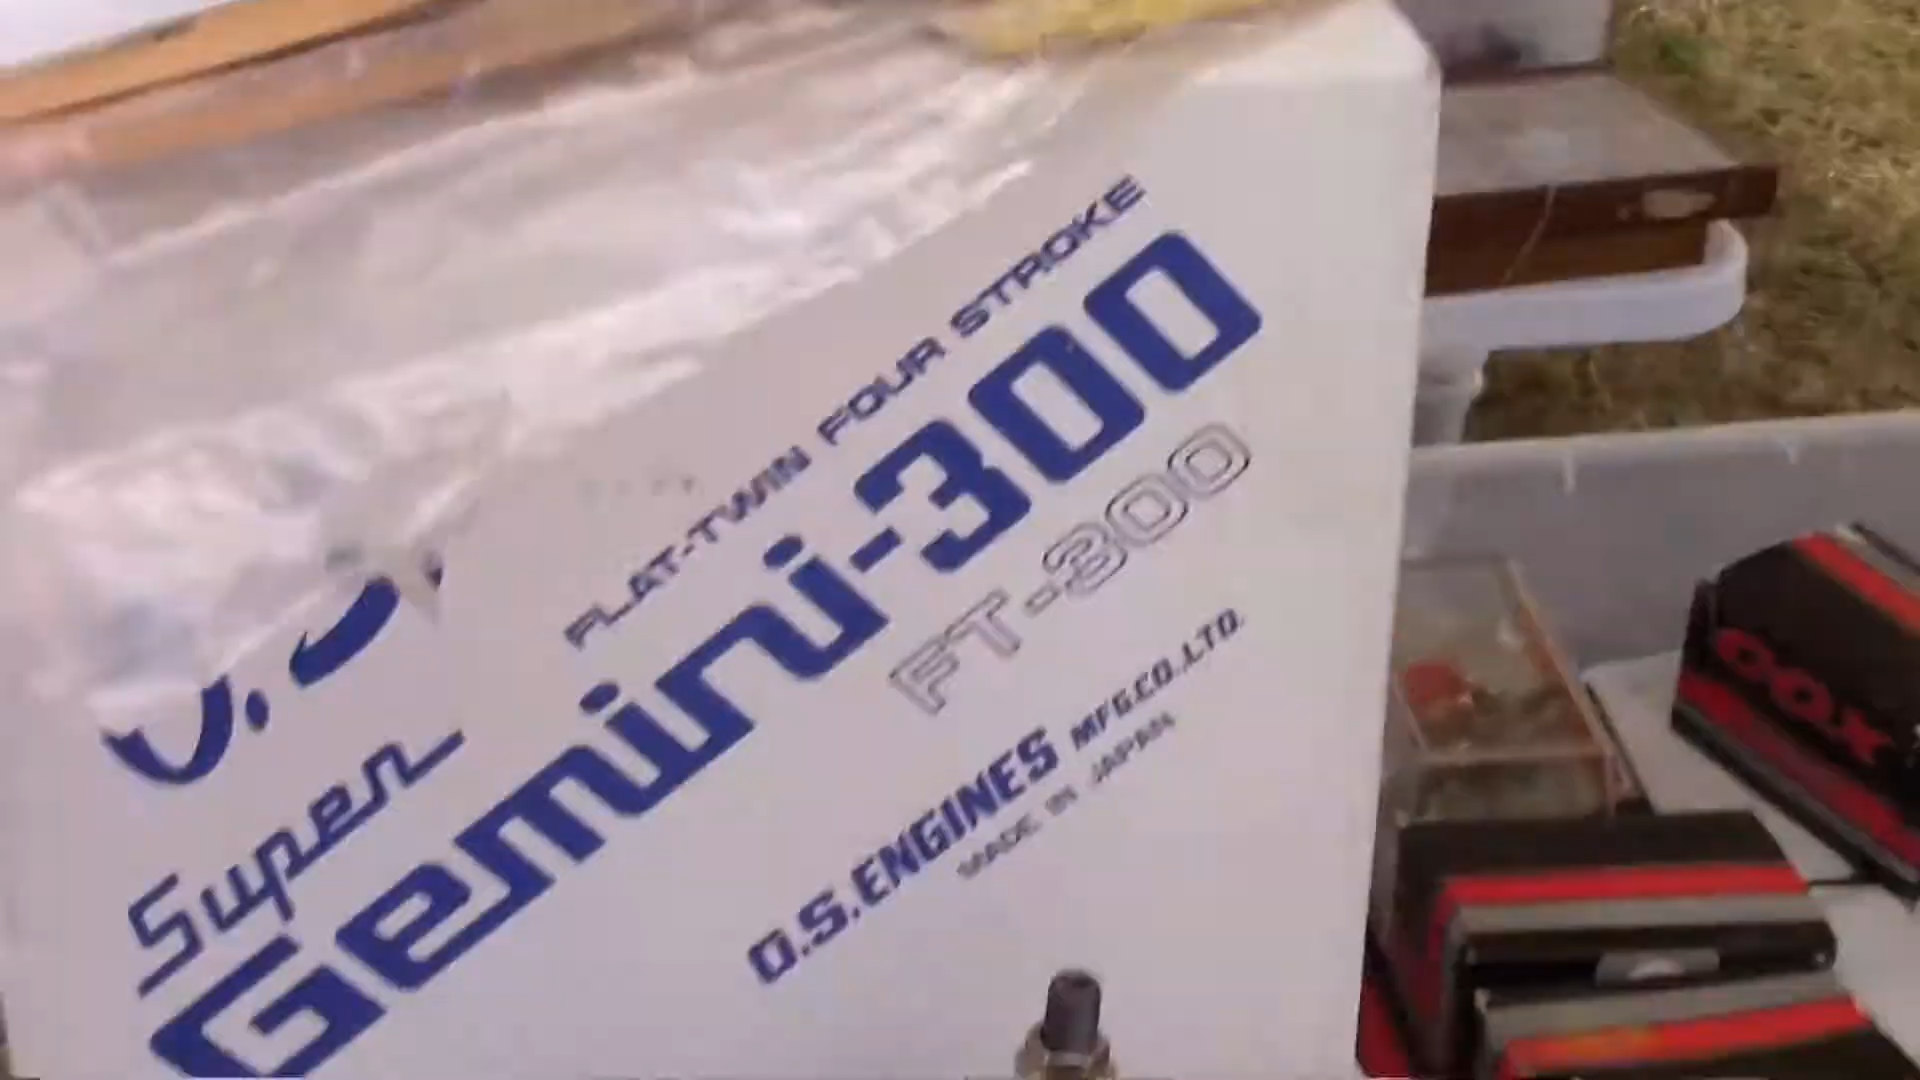 FLAT-TWIN FOUR STROKE
Super
Gemini-300
FT-300
O.S.ENGINES MFG.CO.,LTD.
MADE IN JAPAN